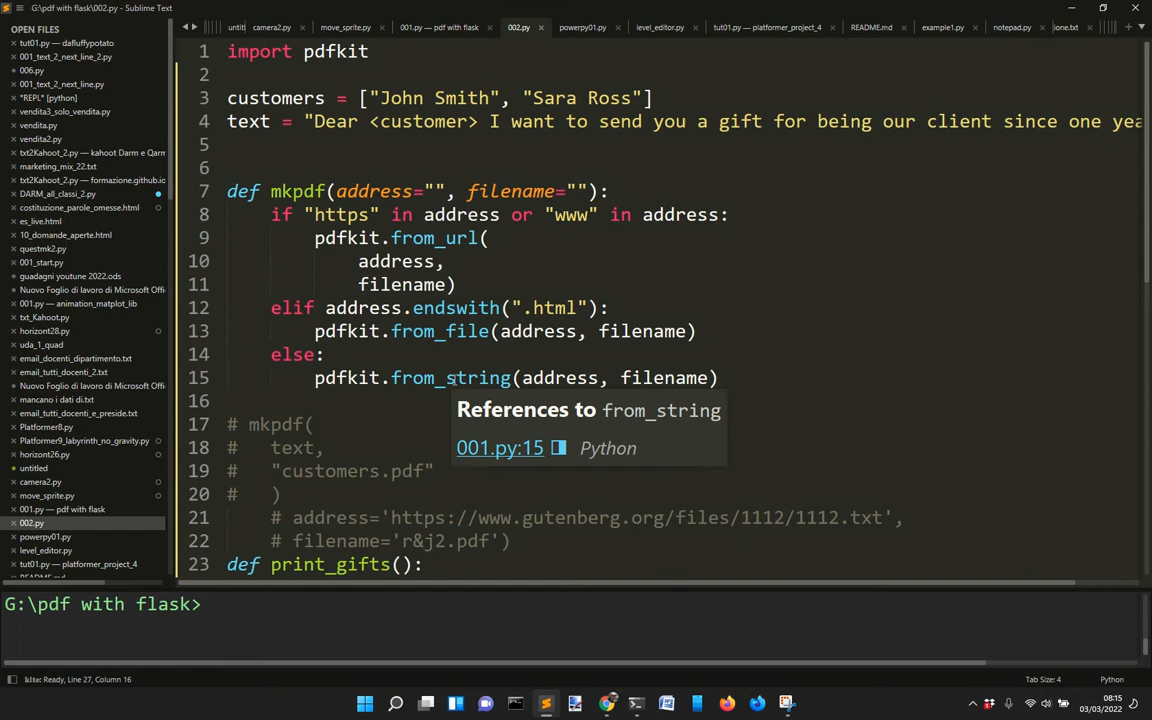 G:\pdf with flask\002.py - Sublime Text
OPEN FILES
tut01.py — dafluffypotato
001_text_2_next_line_2.py
006.py
001_text_2_next_line.py
*REPL* [python]
vendita3_solo_vendita.py
vendita.py
vendita2.py
txt2Kahoot_2.py — kahoot Darm e Qarm
marketing_mix_22.txt
txt2Kahoot_2.py — formazione.github.io
DARM_all_classi_2.py
costituzione_parole_omesse.html
es_live.html
10_domande_aperte.html
questmk2.py
001_start.py
guadagni youtune 2022.ods
Nuovo Foglio di lavoro di Microsoft Offi
001.py — animation_matplot_lib
txt_Kahoot.py
horizont28.py
uda_1.html
email_docenti_dipartimento.txt
email_tutti_docenti_2.txt
Nuovo Foglio di lavoro di Microsoft Offi
mancano i dati di.txt
email_tutti_docenti_e_preside.txt
Platformer8.py
Platformer9_labyrinth_no_gravity.py
horizont26.py
untitled
camera2.py
move_sprite.py
001.py — pdf with flask
002.py
powerpy01.py
level_editor.py
tut01.py — platformer_project_4
README.md
untitl
camera2.py
move_sprite.py
001.py — pdf with flask
002.py
powerpy01.py
level_editor.py
tut01.py — platformer_project_4
README.md
example1.py
notepad.py
ione.txt
1 import pdfkit
2
3 customers = ["John Smith", "Sara Ross"]
4 text = "Dear <customer> I want to send you a gift for being our client since one yea
5
6
7 def mkpdf(address="", filename=""):
8 if "https" in address or "www" in address:
9 pdfkit.from_url(
10 address,
11 filename)
12 elif address.endswith(".html"):
13 pdfkit.from_file(address, filename)
14 else:
15 pdfkit.from_string(address, filename)
16
References to from_string
001.py:15 Python
17 # mkpdf(
18 # text,
19 # "customers.pdf"
20 # )
21 # address='https://www.gutenberg.org/files/1112/1112.txt',
22 # filename='r&j2.pdf')
23 def print_gifts():
G:\pdf with flask>
Line 27, Column 16
Tab Size: 4
Python
08:15
03/03/2022